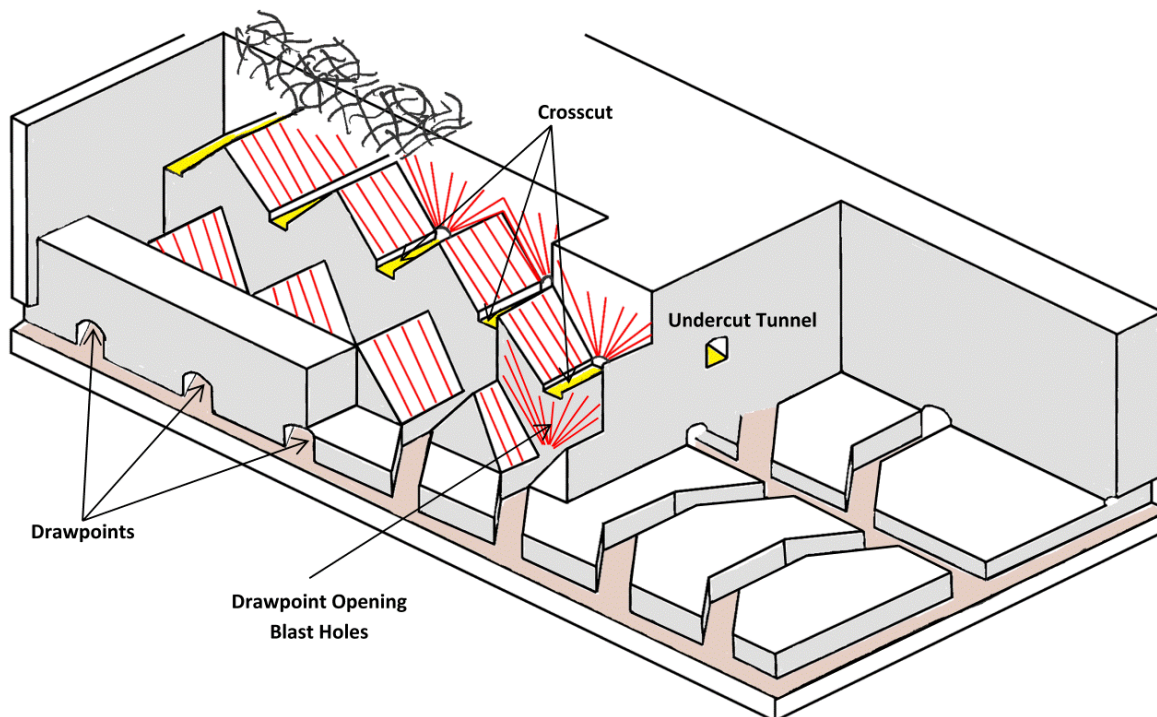 Crosscut
Undercut Tunnel
Drawpoints
Drawpoint Opening
Blast Holes